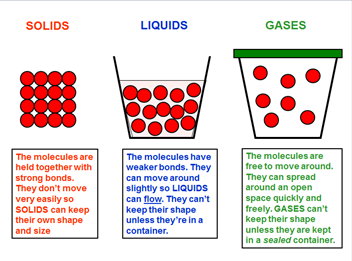 SOLIDS
LIQUIDS
GASES
The molecules are
held together with
strong bonds.
They don't move
very easily so
SOLIDS can keep
their own shape
and size
The molecules have
weaker bonds. They
can move around
slightly so LIQUIDS
can flow. They can't
keep their shape
unless they're in a
container.
The molecules are
free to move around.
They can spread
around an open
space quickly and
freely. GASES can't
keep their shape
unless they are kept
in a sealed container.